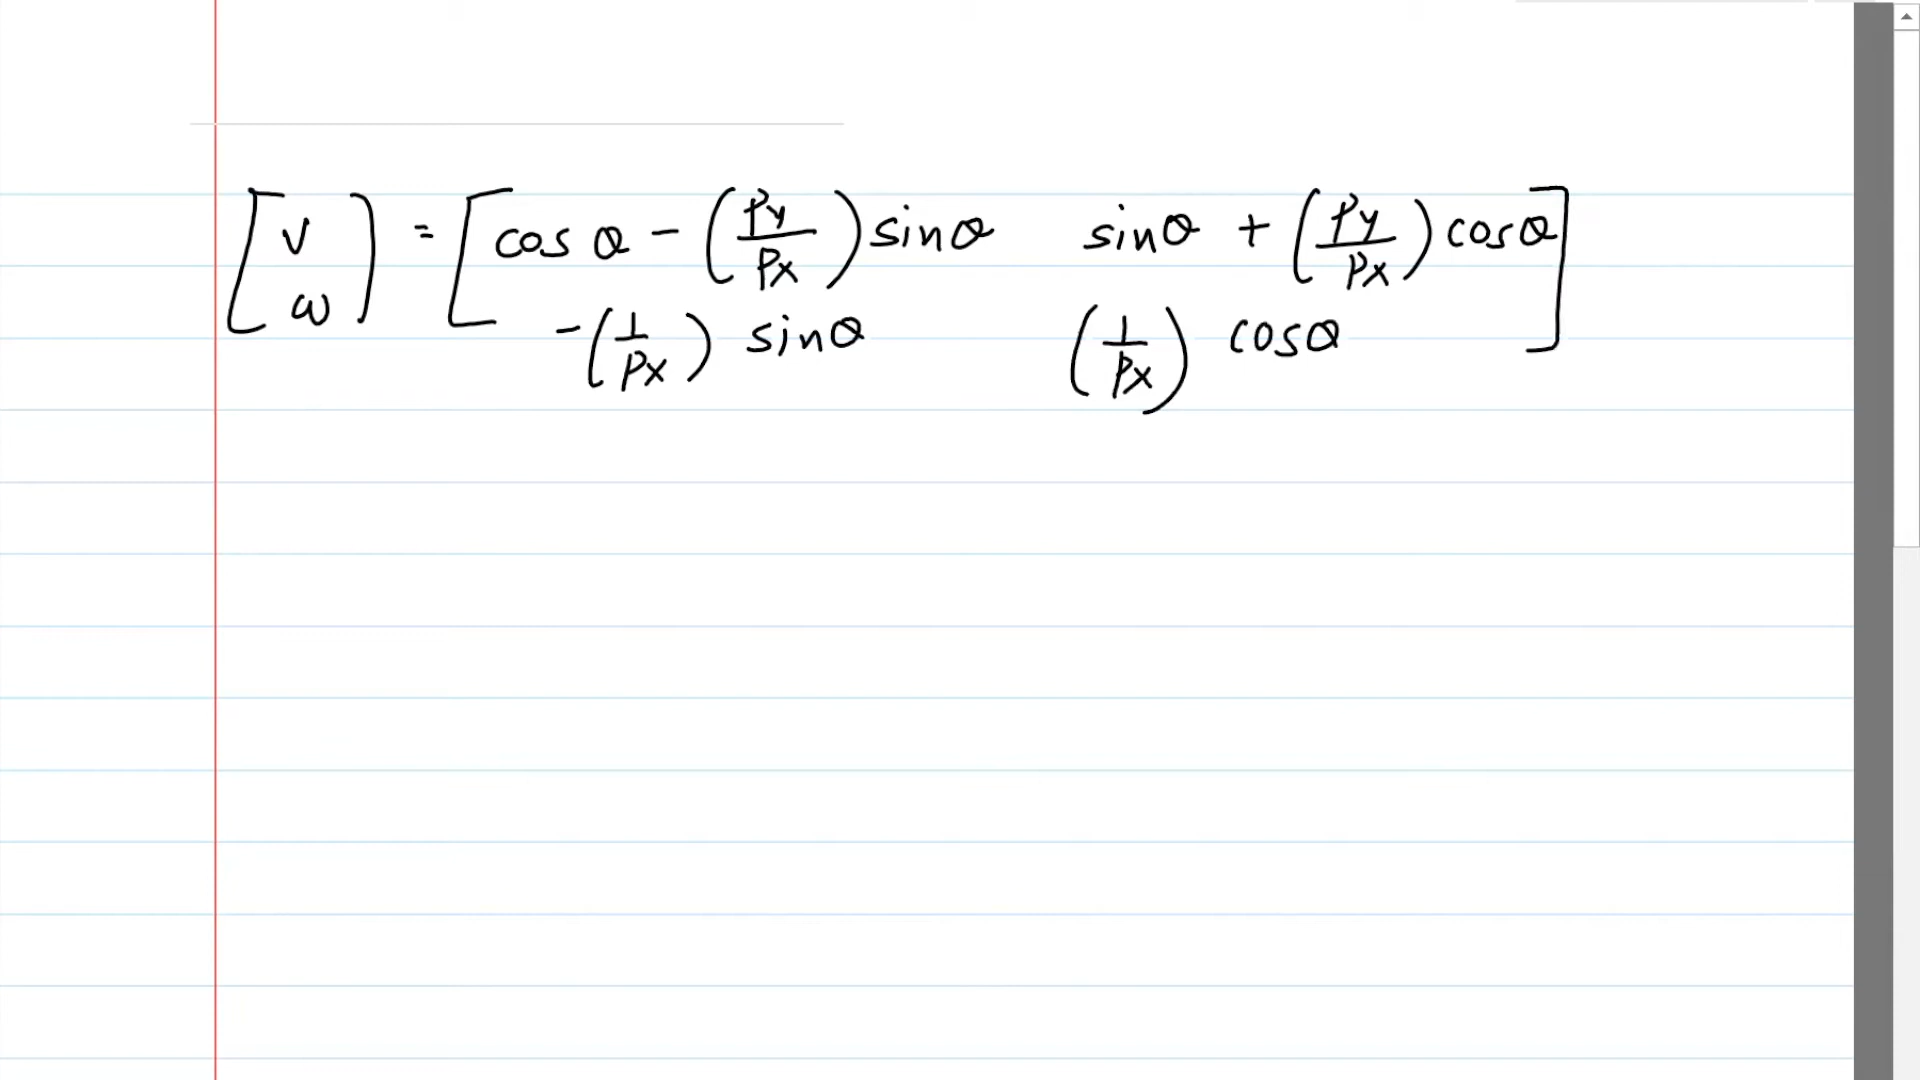 [v ω] = [cos θ - (Py/Px) sin θ sin θ + (Py/Px) cos θ]
-(1/Px) sin θ (1/Px) cos θ